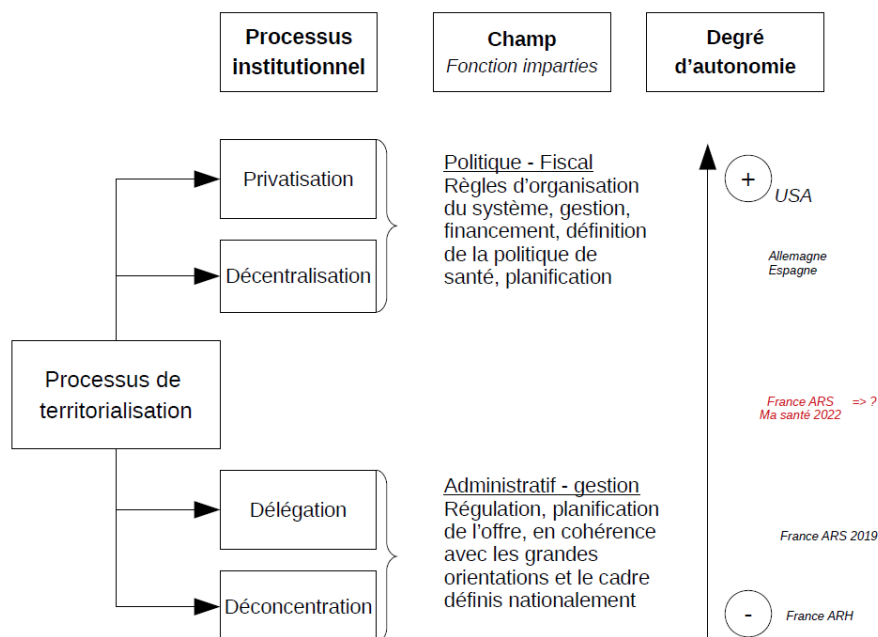 Processus
institutionnel
Champ
Fonction imparties
Degré
d'autonomie
Privatisation
Décentralisation
Politique - Fiscal
Règles d'organisation
du système, gestion,
financement, définition
de la politique de
santé, planification
+
USA
Allemagne
Espagne
Processus de
territorialisation
France ARS => ?
Ma santé 2022
Délégation
Déconcentration
Administratif - gestion
Régulation, planification
de l'offre, en cohérence
avec les grandes
orientations et le cadre
définis nationalement
France ARS 2019
-
France ARH